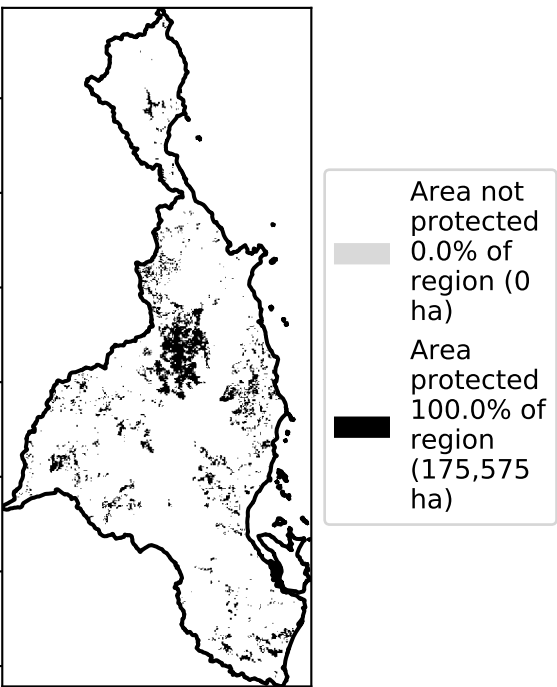 Area not
protected
0.0% of
region (0
ha)
Area
protected
100.0% of
region
(175,575
ha)